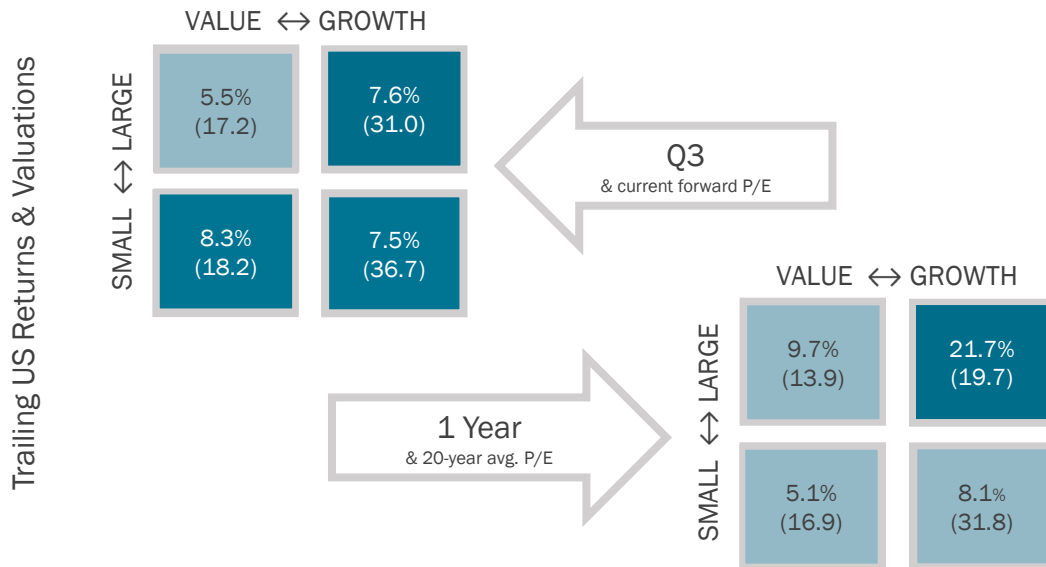 Trailing US Returns & Valuations
VALUE ↔ GROWTH
SMALL ↔ LARGE
5.5%
(17.2)
7.6%
(31.0)
8.3%
(18.2)
7.5%
(36.7)
Q3
& current forward P/E
1 Year
& 20-year avg. P/E
VALUE ↔ GROWTH
SMALL ↔ LARGE
9.7%
(13.9)
21.7%
(19.7)
5.1%
(16.9)
8.1%
(31.8)